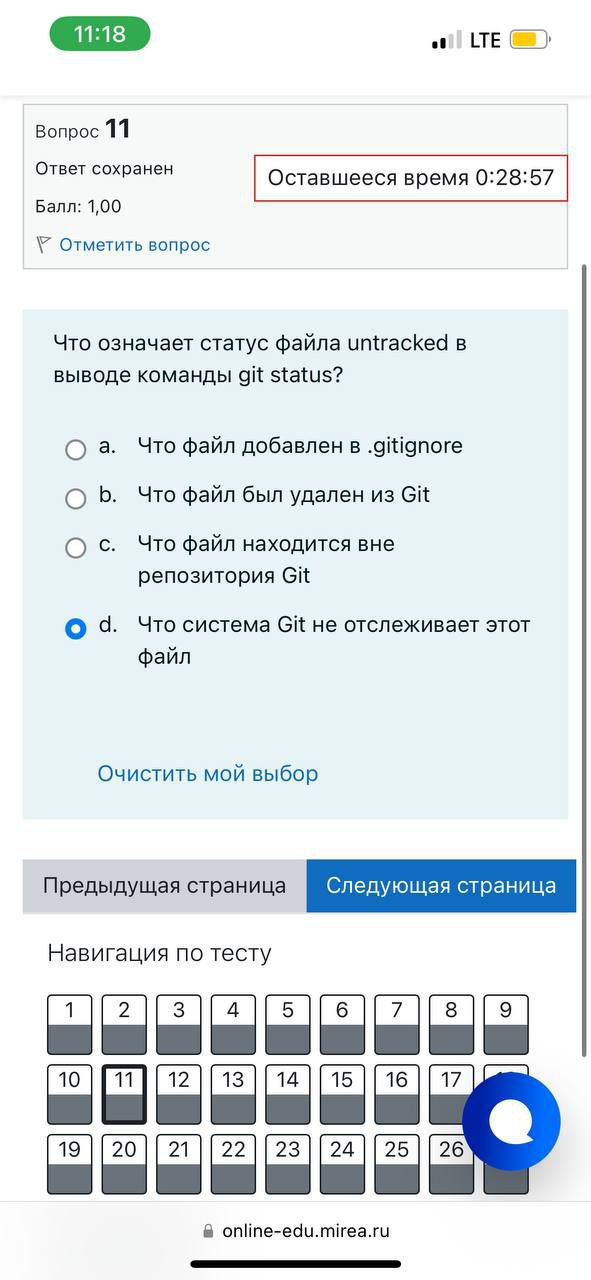 11:18
LTE
Вопрос 11
Ответ сохранен
Оставшееся время 0:28:57
Балл: 1,00
Отметить вопрос
Что означает статус файла untracked в
выводе команды git status?
a. Что файл добавлен в .gitignore
b. Что файл был удален из Git
c. Что файл находится вне
репозитория Git
d. Что система Git не отслеживает этот
файл
Очистить мой выбор
Предыдущая страница
Следующая страница
Навигация по тесту
1 2 3 4 5 6 7 8 9
10 11 12 13 14 15 16 17
19 20 21 22 23 24 25 26
online-edu.mirea.ru